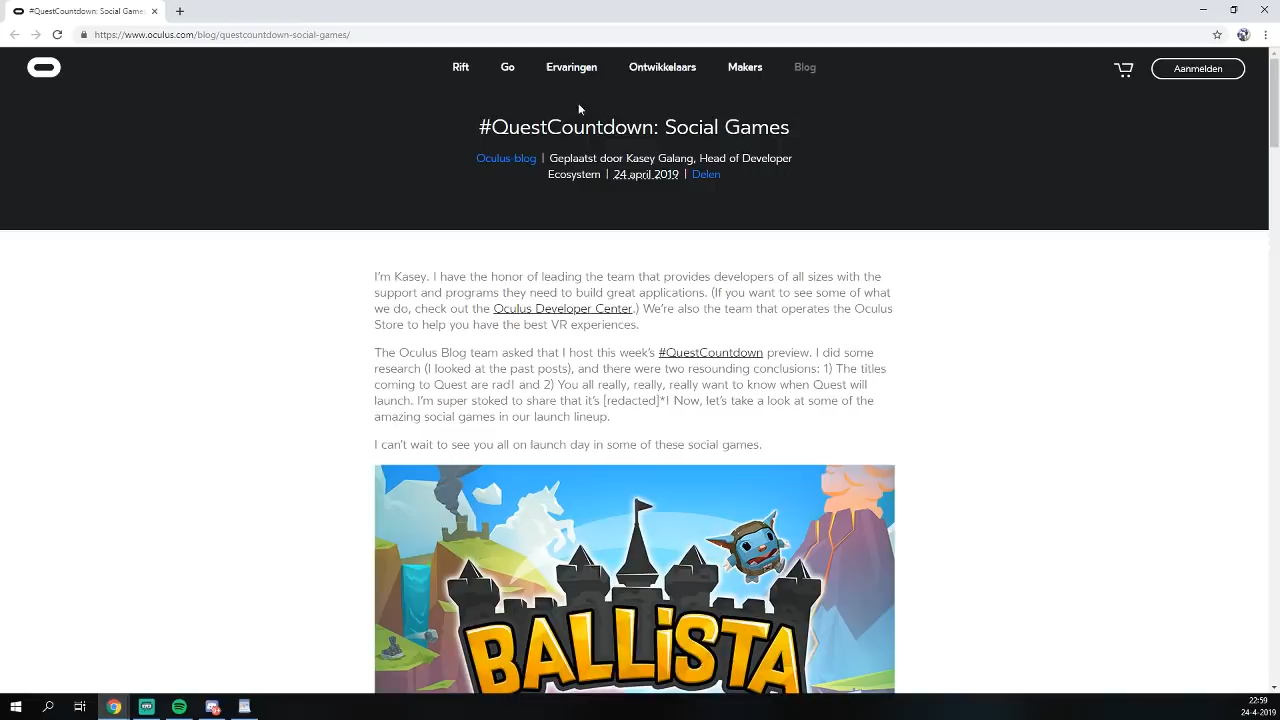 #QuestCountdown: Social Game
https://www.oculus.com/blog/questcountdown-social-games/
Rift Go Ervaringen Ontwikkelaars Makers Blog Aanmelden
#QuestCountdown: Social Games
Oculus-blog | Geplaatst door Kasey Galang, Head of Developer
Ecosystem | 24 april 2019 | Delen
I'm Kasey. I have the honor of leading the team that provides developers of all sizes with the
support and programs they need to build great applications. (If you want to see some of what
we do, check out the Oculus Developer Center.) We're also the team that operates the Oculus
Store to help you have the best VR experiences.
The Oculus Blog team asked that I host this week's #QuestCountdown preview. I did some
research (I looked at the past posts), and there were two resounding conclusions: 1) The titles
coming to Quest are rad! and 2) You all really, really, really want to know when Quest will
launch. I'm super stoked to share that it's [redacted]*! Now, let's take a look at some of the
amazing social games in our launch lineup.
I can't wait to see you all on launch day in some of these social games.
BALLiSTA
22:59
24-4-2019